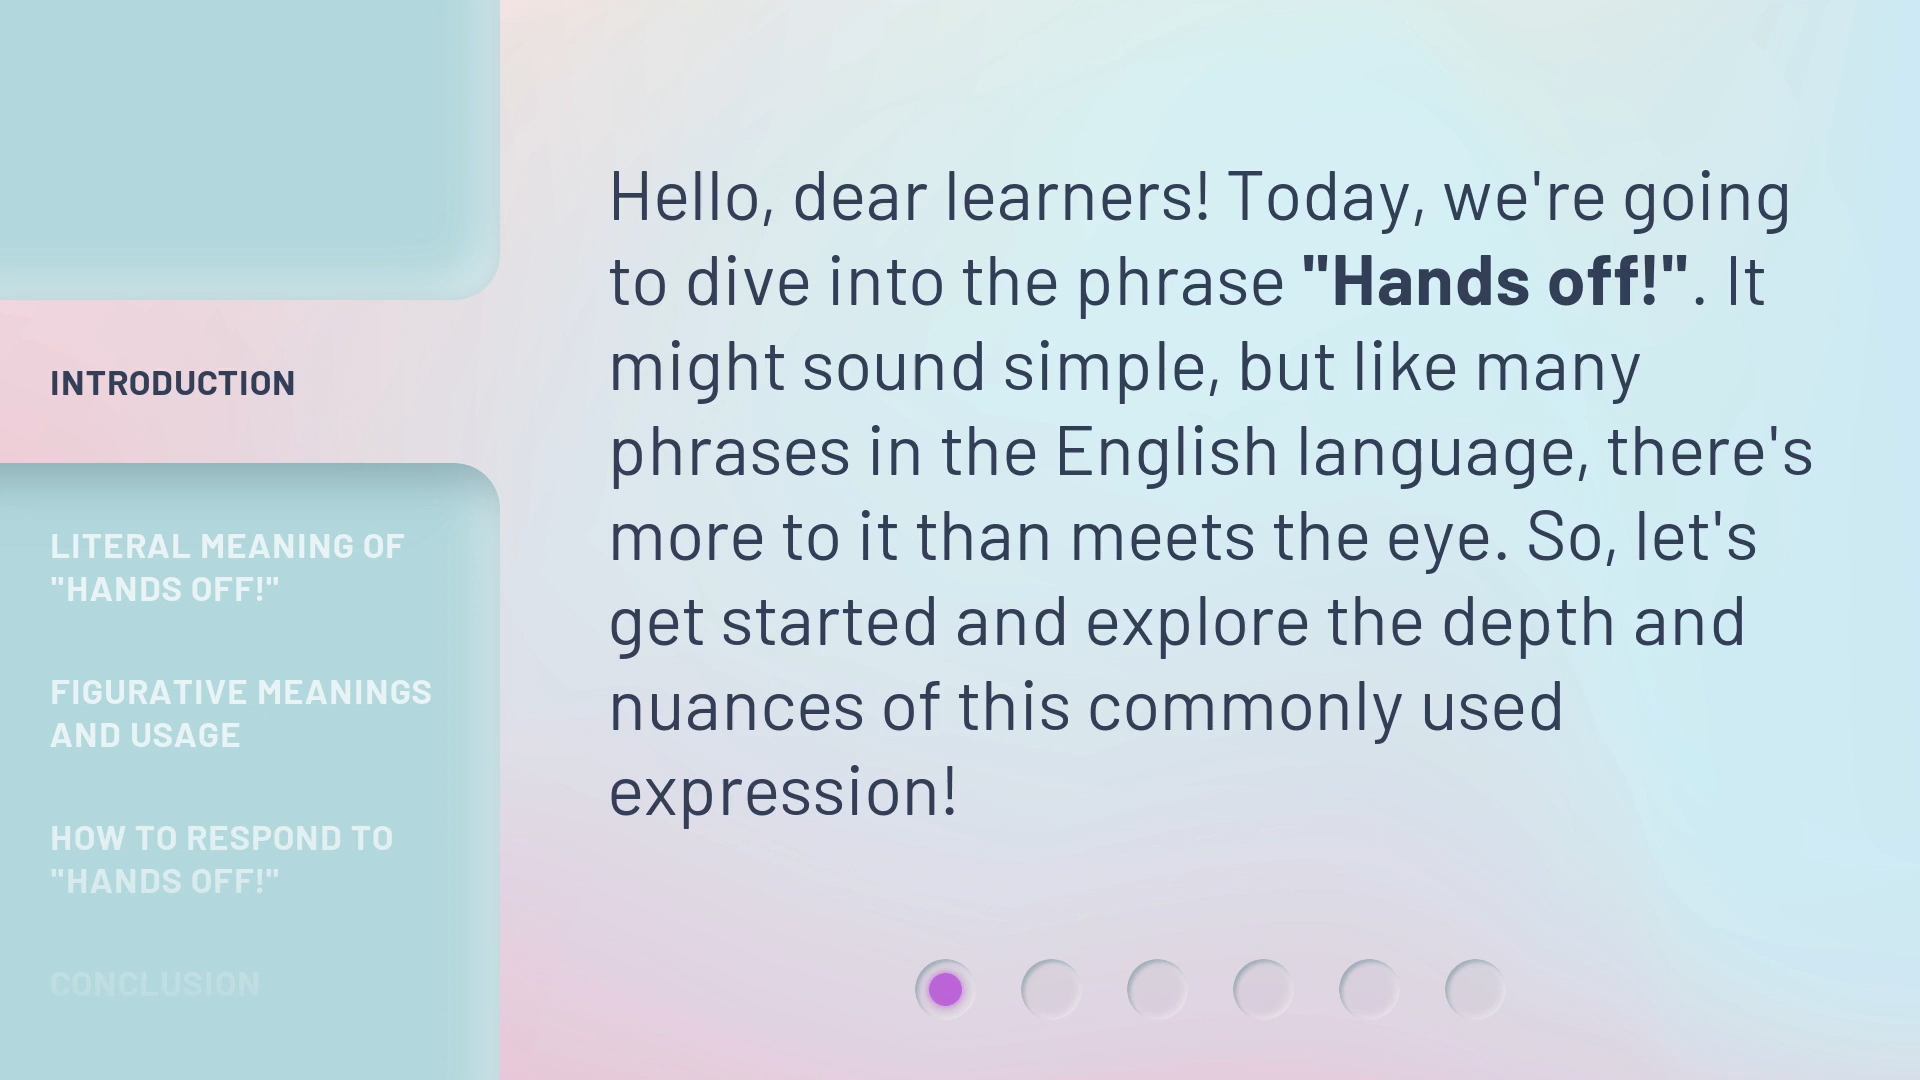 INTRODUCTION
LITERAL MEANING OF
"HANDS OFF!"
FIGURATIVE MEANINGS
AND USAGE
HOW TO RESPOND TO
"HANDS OFF!"
CONCLUSION
Hello, dear learners! Today, we're going
to dive into the phrase "Hands off!". It
might sound simple, but like many
phrases in the English language, there's
more to it than meets the eye. So, let's
get started and explore the depth and
nuances of this commonly used
expression!